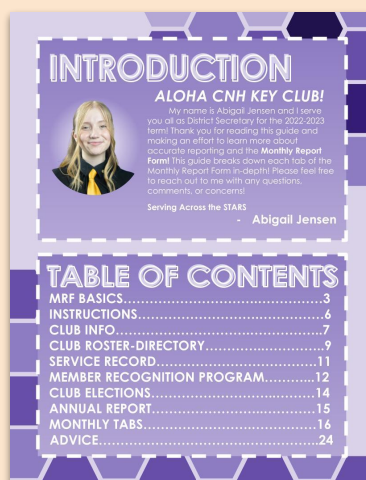 INTRODUCTION
ALOHA CNH KEY CLUB!
My name is Abigail Jensen and I serve
you all as District Secretary for the 2022-2023
term! Thank you for reading this guide and
making an effort to learn more about
accurate reporting and the Monthly Report
Form! This guide breaks down each tab of the
Monthly Report Form in-depth! Please feel free
to reach out to me with any questions,
comments, or concerns!
Serving Across the STARS
- Abigail Jensen
TABLE OF CONTENTS
MRF BASICS..............................3
INSTRUCTIONS............................6
CLUB INFO...............................7
CLUB ROSTER-DIRECTORY...................9
SERVICE RECORD..........................11
MEMBER RECOGNITION PROGRAM............12
CLUB ELECTIONS..........................14
ANNUAL REPORT...........................15
MONTHLY TABS............................16
ADVICE..................................24